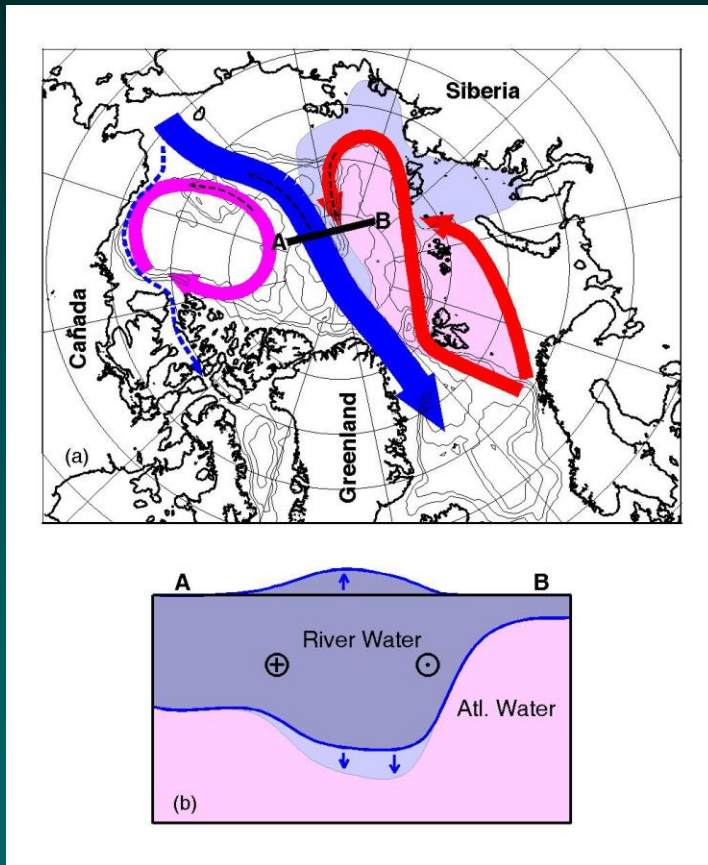 Siberia
Canada
A
B
Greenland
(a)
A
B
River Water
Atl. Water
(b)